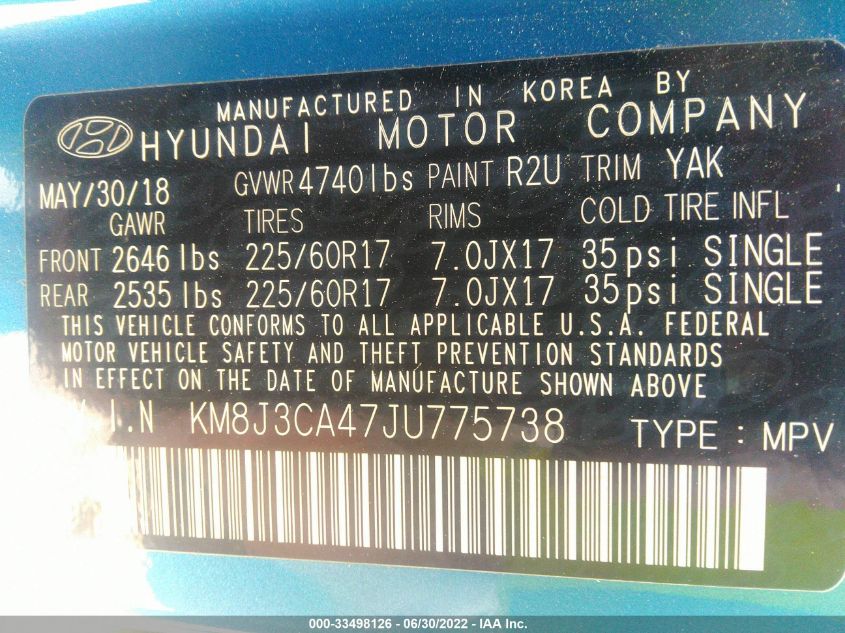 MANUFACTURED IN KOREA BY
HYUNDAI MOTOR COMPANY
MAY/30/18 GVWR 4740lbs PAINT R2U TRIM YAK
GAWR TIRES RIMS COLD TIRE INFL
FRONT 2646 lbs 225/60R17 7.0JX17 35psi SINGLE
REAR 2535 lbs 225/60R17 7.0JX17 35psi SINGLE
THIS VEHICLE CONFORMS TO ALL APPLICABLE U.S.A. FEDERAL
MOTOR VEHICLE SAFETY AND THEFT PREVENTION STANDARDS
IN EFFECT ON THE DATE OF MANUFACTURE SHOWN ABOVE
.I.N KM8J3CA47JU775738 TYPE : MPV
000-33498126 - 06/30/2022 - IAA Inc.